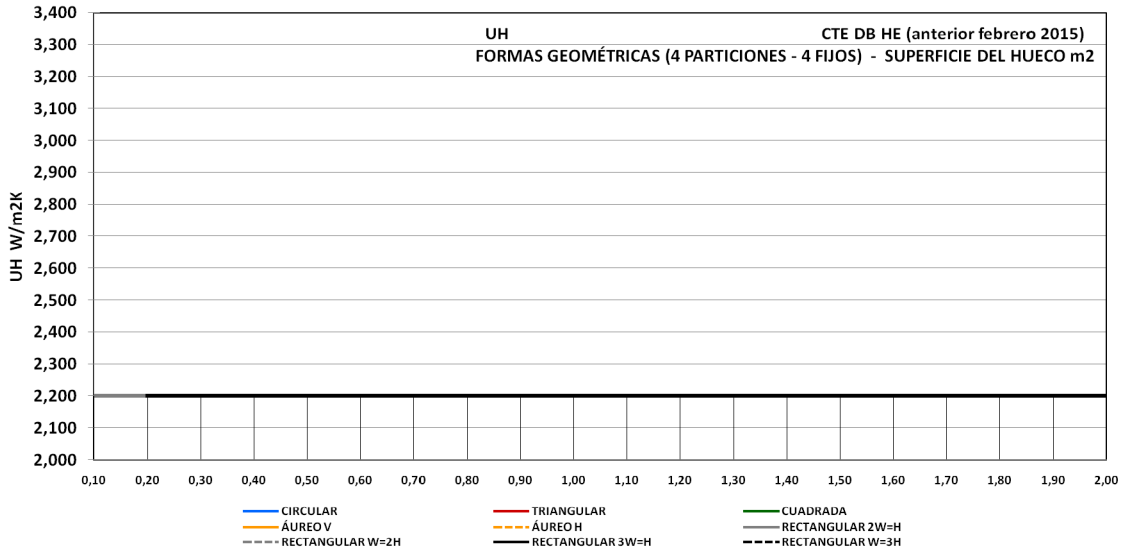 UH CTE DB HE (anterior febrero 2015)
FORMAS GEOMÉTRICAS (4 PARTICIONES - 4 FIJOS) - SUPERFICIE DEL HUECO m2
UH W/m2K
3,400
3,300
3,200
3,100
3,000
2,900
2,800
2,700
2,600
2,500
2,400
2,300
2,200
2,100
2,000
0,10 0,20 0,30 0,40 0,50 0,60 0,70 0,80 0,90 1,00 1,10 1,20 1,30 1,40 1,50 1,60 1,70 1,80 1,90 2,00
CIRCULAR TRIANGULAR CUADRADA
ÁUREO V ÁUREO H RECTANGULAR 2W=H
RECTANGULAR W=2H RECTANGULAR 3W=H RECTANGULAR W=3H